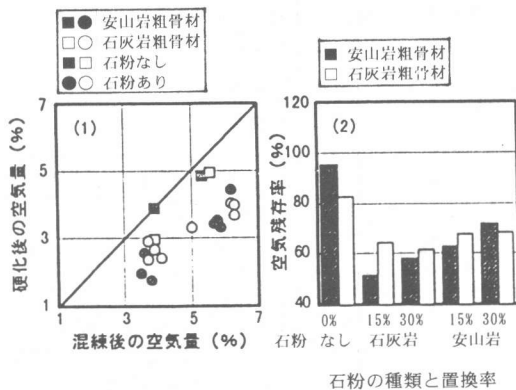 ■● 安山岩粗骨材
□○ 石灰岩粗骨材
■□ 石粉なし
●○ 石粉あり
(1)
硬化後の空気量 (%)
7
5
3
1
1 3 5 7
混練後の空気量 (%)
■ 安山岩粗骨材
□ 石灰岩粗骨材
(2)
空気残存率 (%)
120
100
80
60
40
0% 15% 30% 15% 30%
石粉 なし 石灰岩 安山岩
石粉の種類と置換率